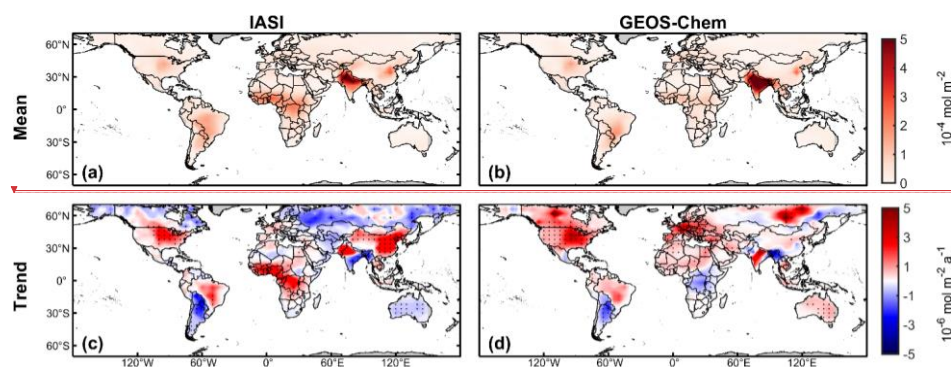 IASI GEOS-Chem
Mean
60°N
30°N
0°
30°S
60°S
(a)
60°N
30°N
0°
30°S
60°S
(b)
5
4
3
2
1
0
10⁻⁴ mol m⁻²
Trend
60°N
30°N
0°
30°S
60°S
(c)
120°W 60°W 0° 60°E 120°E
60°N
30°N
0°
30°S
60°S
(d)
120°W 60°W 0° 60°E 120°E
5
3
1
-1
-3
-5
10⁻⁶ mol m⁻² a⁻¹